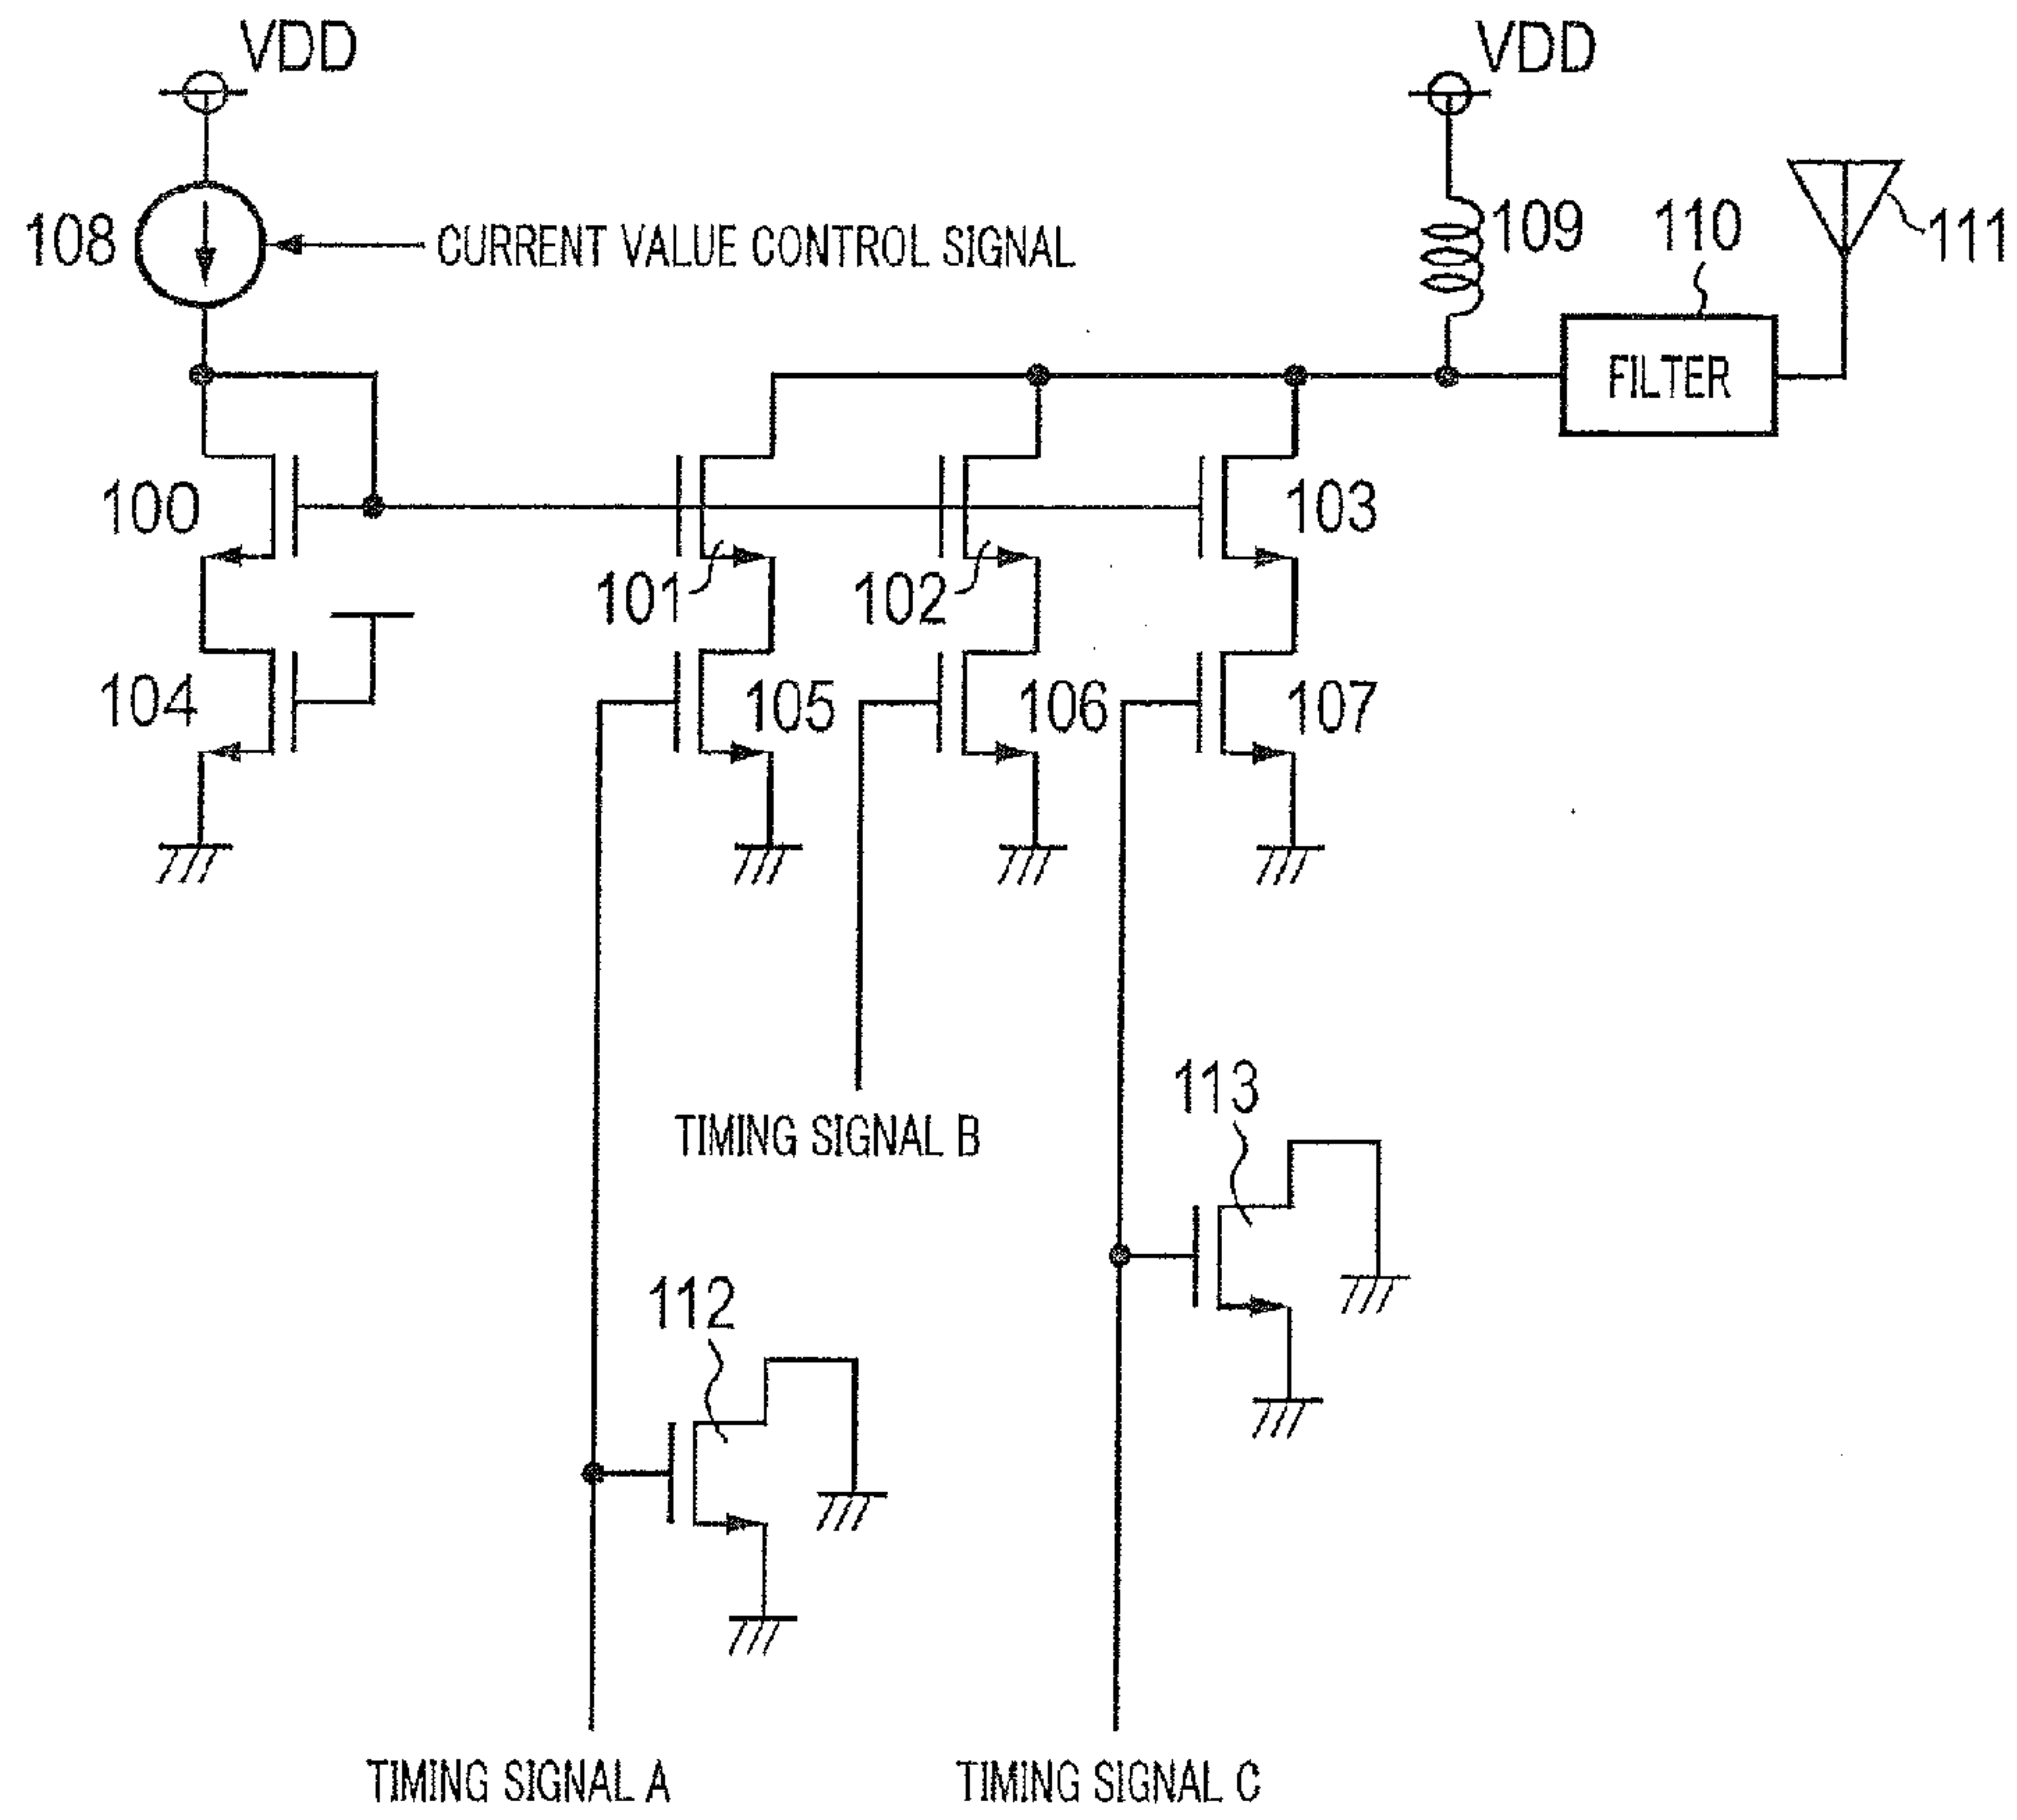 VDD
VDD
108
CURRENT VALUE CONTROL SIGNAL
109
110
111
FILTER
100
101
102
103
104
105
106
107
TIMING SIGNAL B
113
112
TIMING SIGNAL A
TIMING SIGNAL C